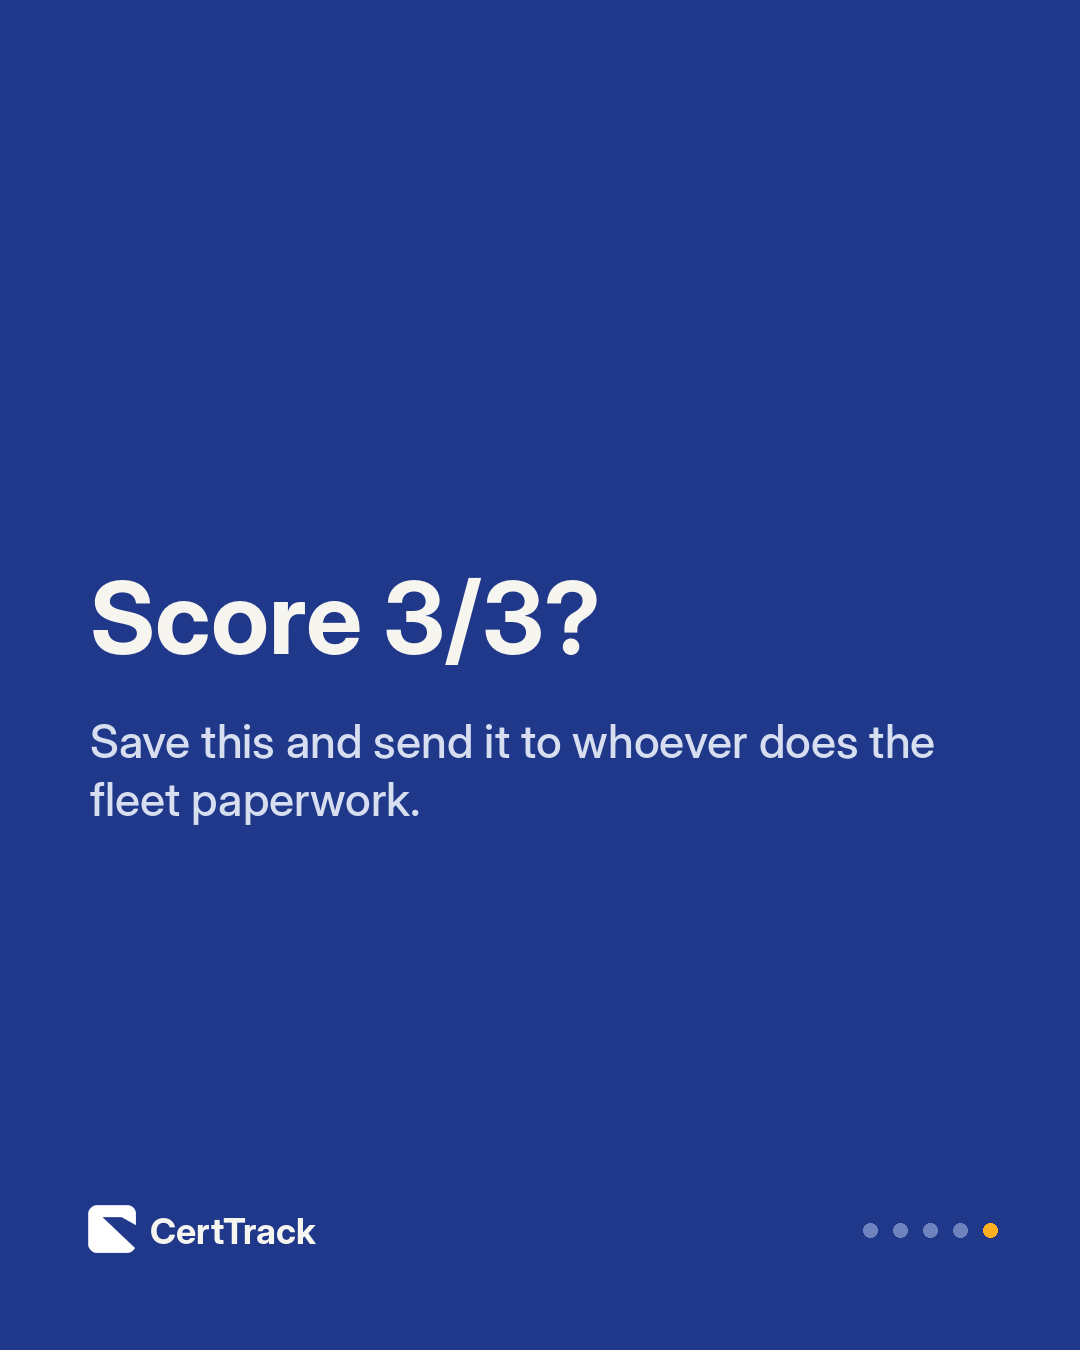 Score 3/3?
Save this and send it to whoever does the
fleet paperwork.
CertTrack